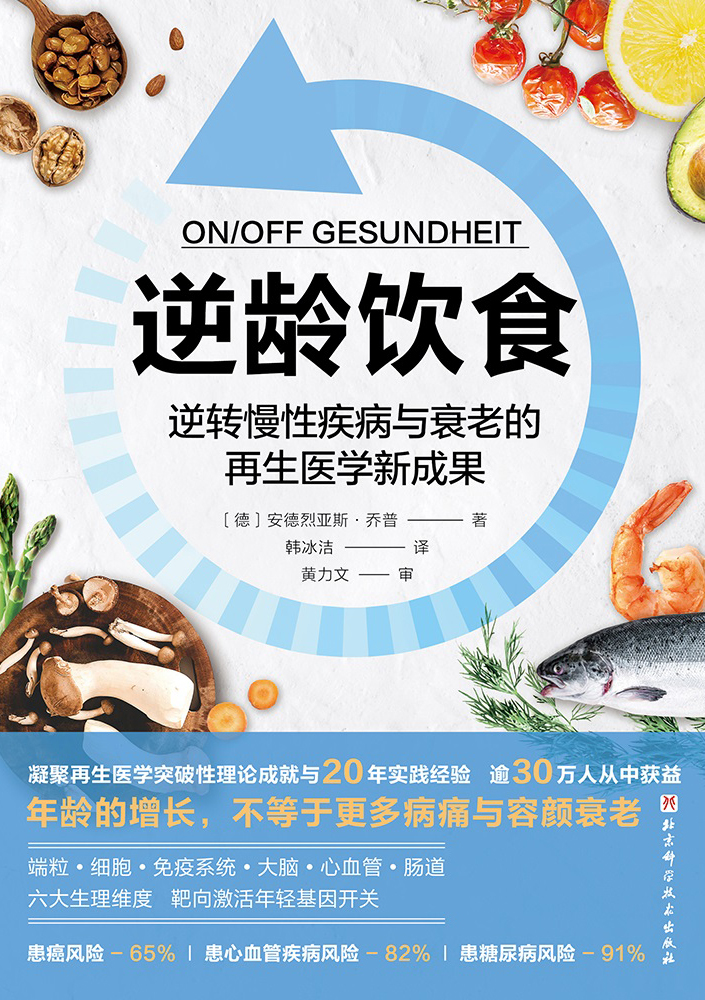 ON/OFF GESUNDHEIT
逆龄饮食
逆转慢性疾病与衰老的
再生医学新成果
［德］安德烈亚斯·乔普 —— 著
韩冰洁 —— 译
黄力文 —— 审
凝聚再生医学突破性理论成就与20年实践经验 逾30万人从中获益
年龄的增长，不等于更多病痛与容颜衰老
端粒·细胞·免疫系统·大脑·心血管·肠道
六大生理维度 靶向激活年轻基因开关
患癌风险 – 65% | 患心血管疾病风险 – 82% | 患糖尿病风险 – 91%
北京科学技术出版社